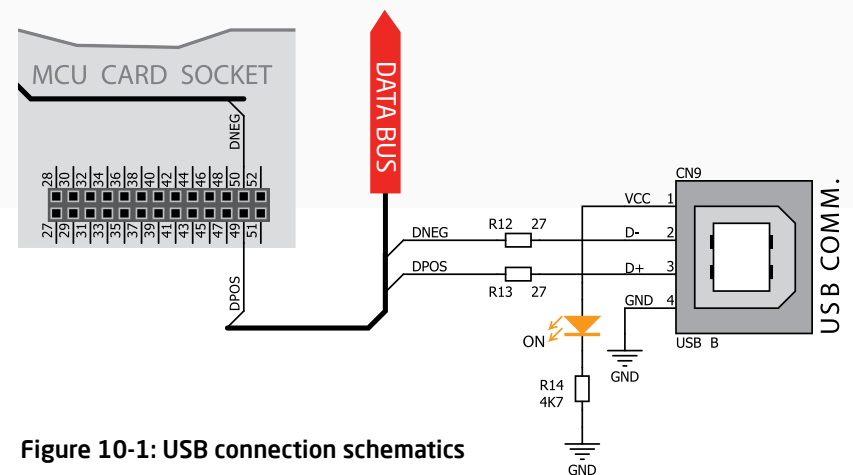 MCU CARD SOCKET
DATA BUS
DNEG
28 30 32 34 36 38 40 42 44 46 48 50 52
27 29 31 33 35 37 39 41 43 45 47 49 51
DPOS
CN9
VCC 1
DNEG R12 27 D- 2
DPOS R13 27 D+ 3
GND 4
USB B
USB COMM.
ON
GND
R14
4K7
GND
Figure 10-1: USB connection schematics